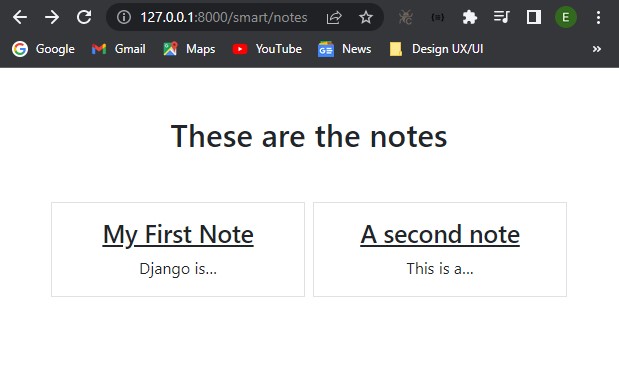 127.0.0.1:8000/smart/notes
E
Google Gmail Maps YouTube News Design UX/UI »
These are the notes
My First Note A second note
Django is... This is a...